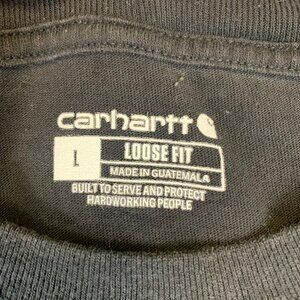 carhartt
L LOOSE FIT
MADE IN GUATEMALA
BUILT TO SERVE AND PROTECT
HARDWORKING PEOPLE